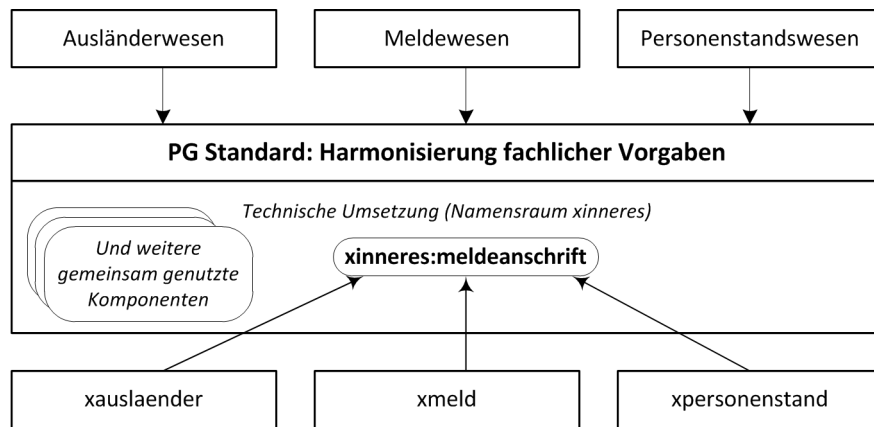 Ausländerwesen
Meldewesen
Personenstandswesen
PG Standard: Harmonisierung fachlicher Vorgaben
Technische Umsetzung (Namensraum xinneres)
Und weitere
gemeinsam genutzte
Komponenten
xinneres:meldeanschrift
xauslaender
xmeld
xpersonenstand